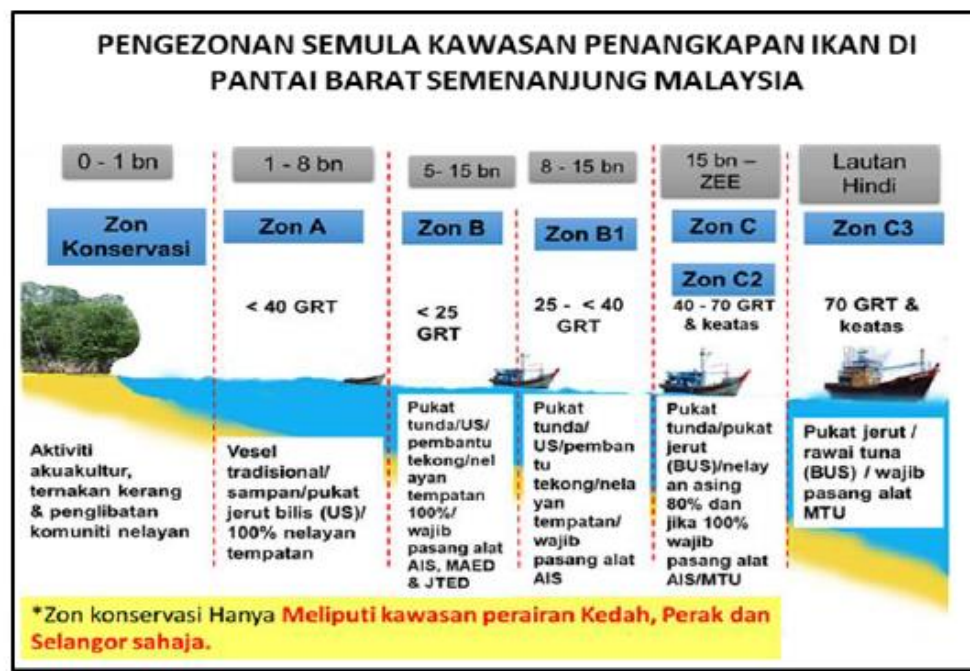 PENGEZONAN SEMULA KAWASAN PENANGKAPAN IKAN DI
PANTAI BARAT SEMENANJUNG MALAYSIA
0 - 1 bn
Zon
Konservasi
Aktiviti
akuakultur,
ternakan kerang
& penglibatan
komuniti nelayan
1 - 8 bn
Zon A
< 40 GRT
Vesel
tradisional/
sampan/pukat
jerut bilis (US)/
100% nelayan
tempatan
5- 15 bn
Zon B
< 25
GRT
Pukat
tunda/US/
pembantu
tekong/nel
ayan
tempatan
100%/
wajib
pasang alat
AIS, MAED
& JTED
8 - 15 bn
Zon B1
25 - < 40
GRT
Pukat
tunda/
US/pemban
tu
tekong/nela
yan
tempatan/
wajib
pasang alat
AIS
15 bn –
ZEE
Zon C
Zon C2
40 - 70 GRT
& keatas
Pukat
tunda/pukat
jerut
(BUS)/nelay
an asing
80% dan
jika 100%
wajib
pasang alat
AIS/MTU
Lautan
Hindi
Zon C3
70 GRT &
keatas
Pukat jerut /
rawai tuna
(BUS) / wajib
pasang alat
MTU
*Zon konservasi Hanya Meliputi kawasan perairan Kedah, Perak dan
Selangor sahaja.